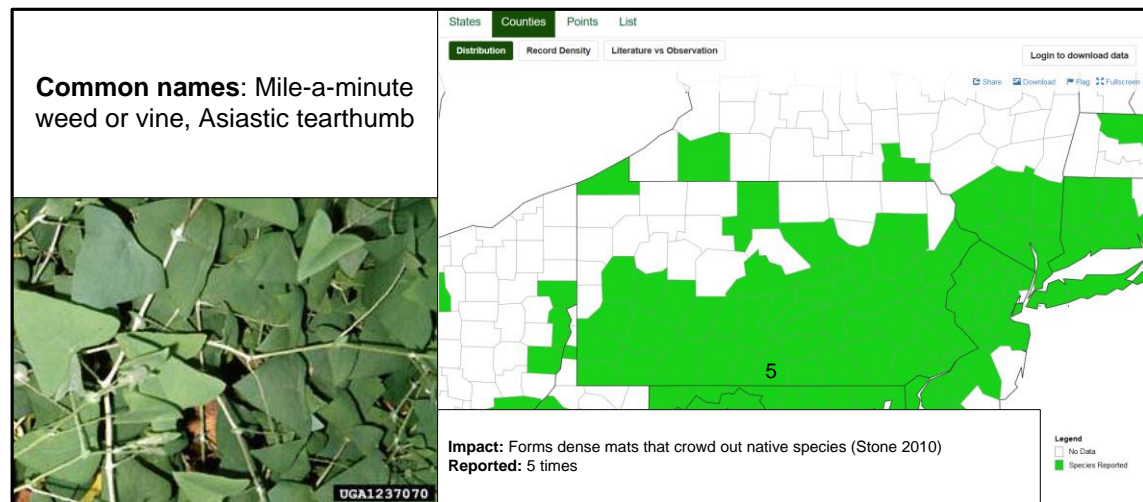 Common names: Mile-a-minute
weed or vine, Asiastic tearthumb
UGA1237070
States Counties Points List
Distribution Record Density Literature vs Observation Login to download data
Share Download Flag Fullscreen
5
Impact: Forms dense mats that crowd out native species (Stone 2010)
Reported: 5 times
Legend
No Data
Species Reported